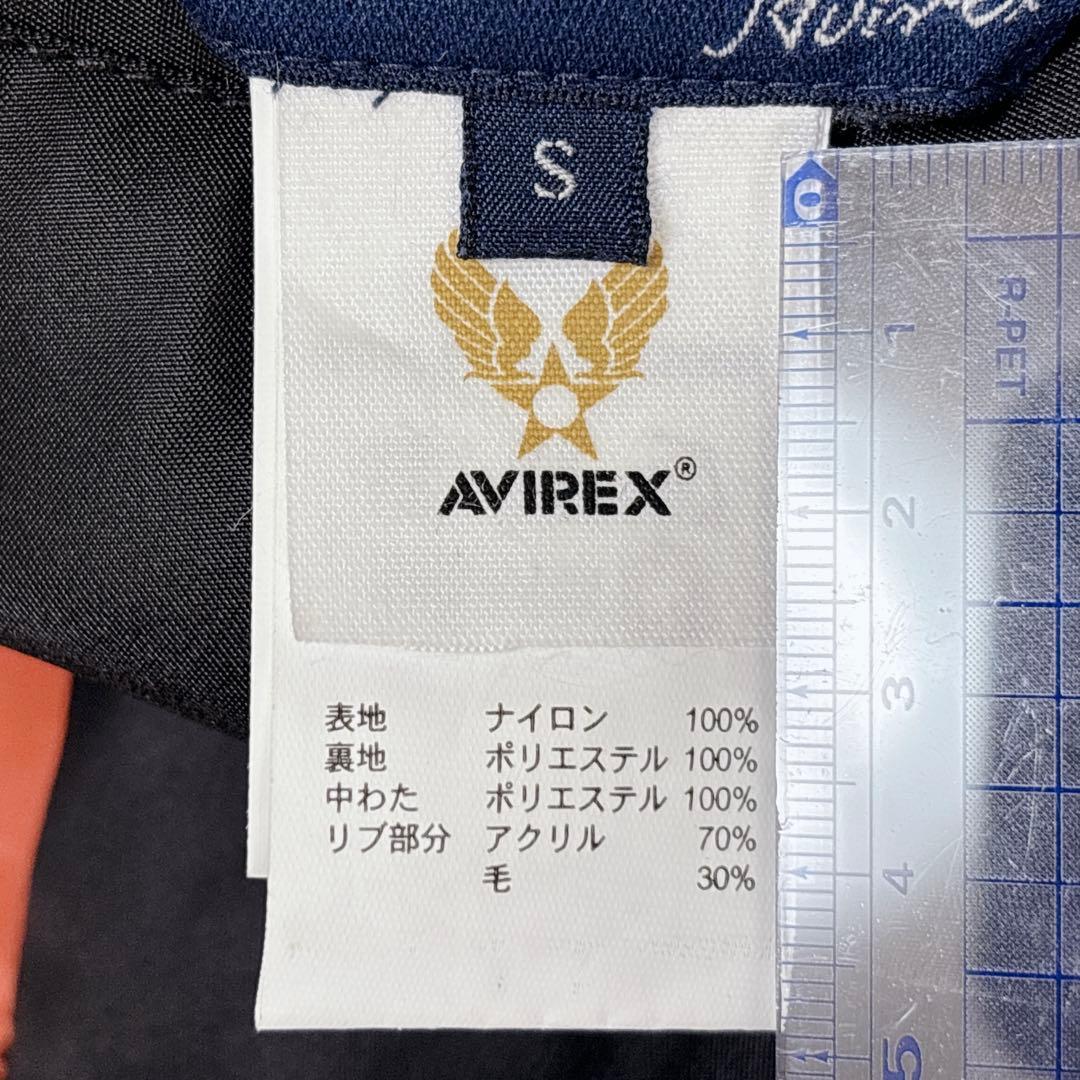 Avirex
S
AVIREX®
表地 ナイロン 100%
裏地 ポリエステル 100%
中わた ポリエステル 100%
リブ部分 アクリル 70%
毛 30%
0
1
2
3
4
5
R-PET